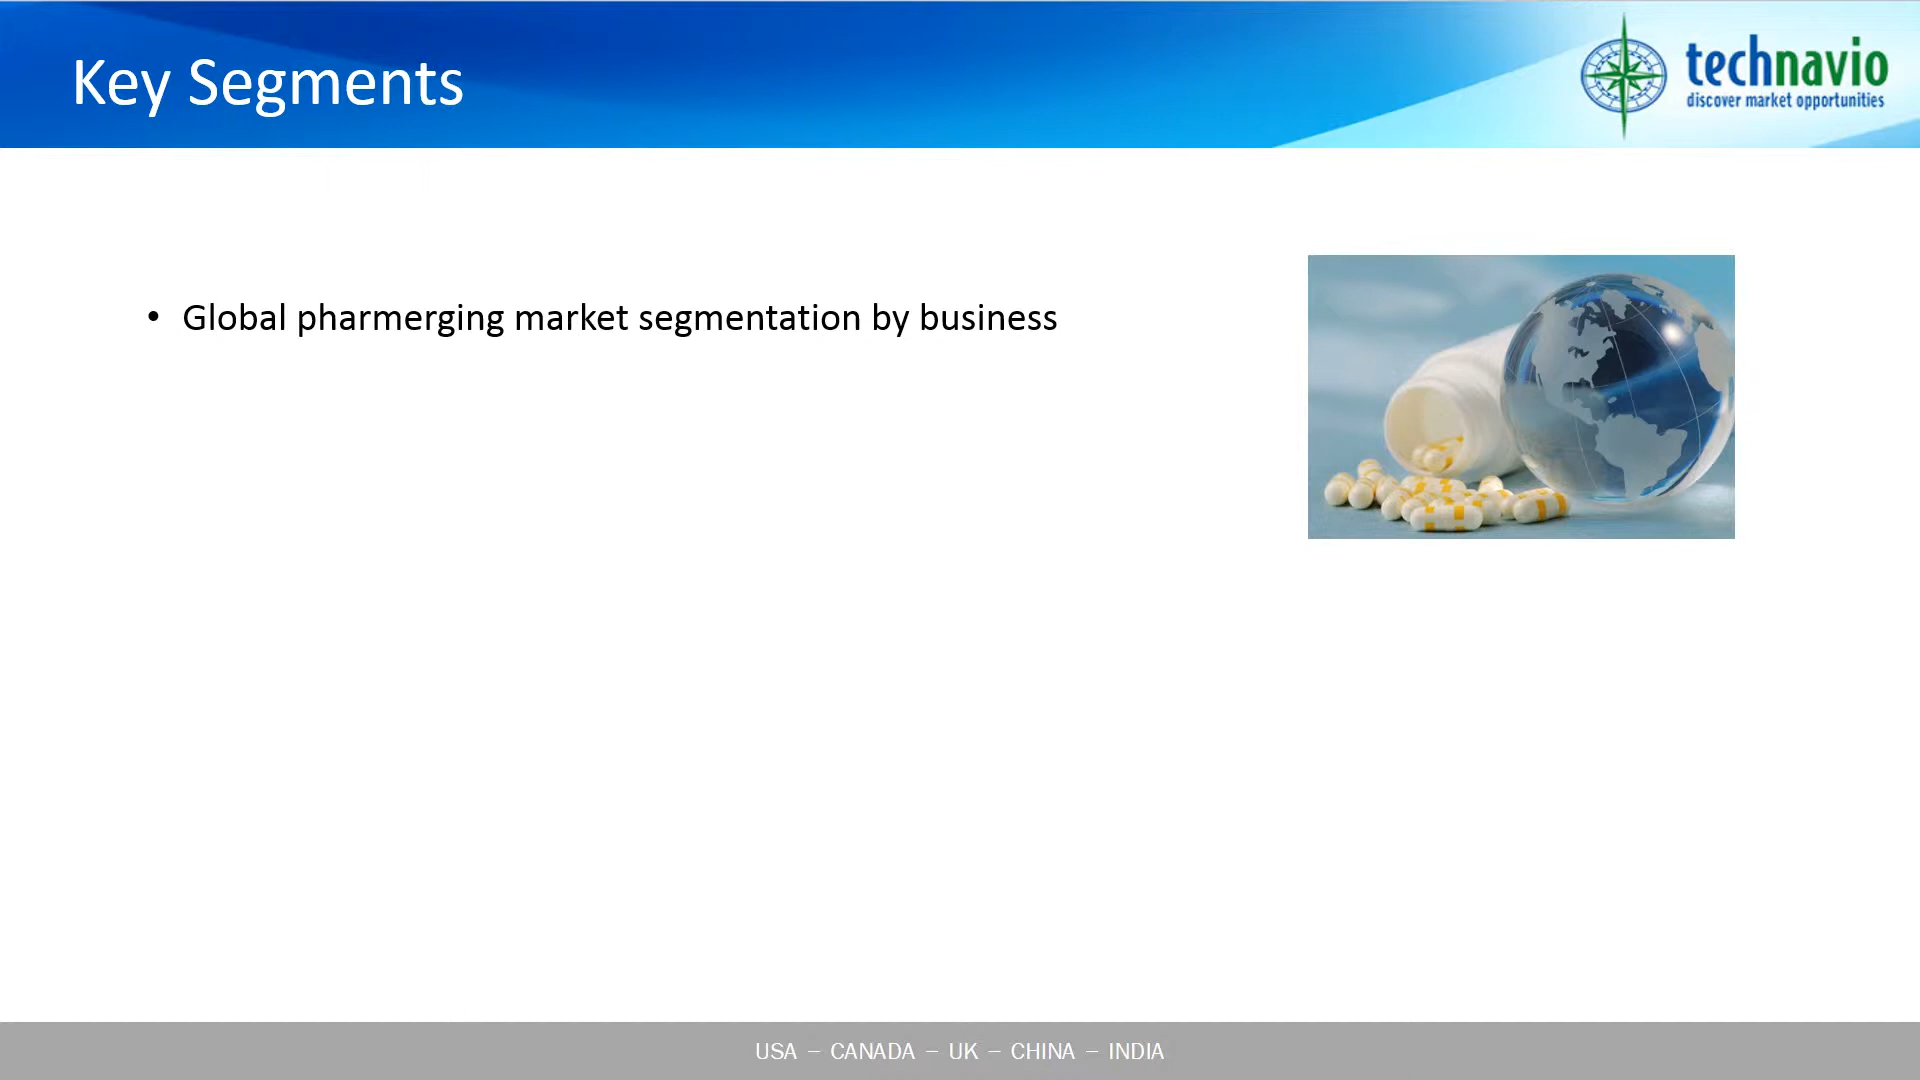 Key Segments
technavio
discover market opportunities
• Global pharmerging market segmentation by business
USA – CANADA – UK – CHINA – INDIA